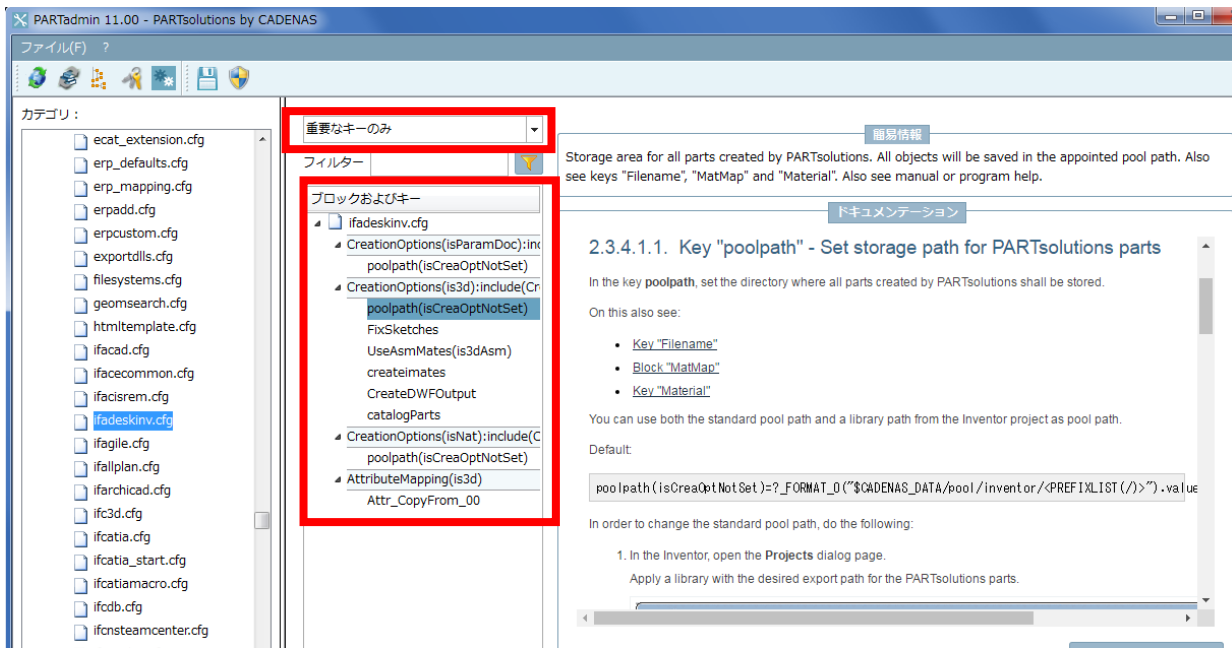 PARTadmin 11.00 - PARTsolutions by CADENAS
ファイル(F) ?
カテゴリ：
ecat_extension.cfg
erp_defaults.cfg
erp_mapping.cfg
erpadd.cfg
erpcustom.cfg
exportdlls.cfg
filesystems.cfg
geomsearch.cfg
htmltemplate.cfg
ifacad.cfg
ifacecommon.cfg
ifacisrem.cfg
ifadeskinv.cfg
ifagile.cfg
ifallplan.cfg
ifarchicad.cfg
ifc3d.cfg
ifcatia.cfg
ifcatia_start.cfg
ifcatiamacro.cfg
ifcdb.cfg
ifcnsteamcenter.cfg
重要なキーのみ
フィルター
ブロックおよびキー
ifadeskinv.cfg
CreationOptions(isParamDoc):inc
poolpath(isCreaOptNotSet)
CreationOptions(is3d):include(Cr
poolpath(isCreaOptNotSet)
FixSketches
UseAsmMates(is3dAsm)
createimates
CreateDWFOutput
catalogParts
CreationOptions(isNat):include(C
poolpath(isCreaOptNotSet)
AttributeMapping(is3d)
Attr_CopyFrom_00
簡易情報
Storage area for all parts created by PARTsolutions. All objects will be saved in the appointed pool path. Also
see keys "Filename", "MatMap" and "Material". Also see manual or program help.
ドキュメンテーション
2.3.4.1.1. Key "poolpath" - Set storage path for PARTsolutions parts
In the key poolpath, set the directory where all parts created by PARTsolutions shall be stored.
On this also see:
• Key "Filename"
• Block "MatMap"
• Key "Material"
You can use both the standard pool path and a library path from the Inventor project as pool path.
Default:
poolpath(isCreaOptNotSet)=?_FORMAT_O("$CADENAS_DATA/pool/inventor/<PREFIXLIST(/)>").value
In order to change the standard pool path, do the following:
1. In the Inventor, open the Projects dialog page.
Apply a library with the desired export path for the PARTsolutions parts.